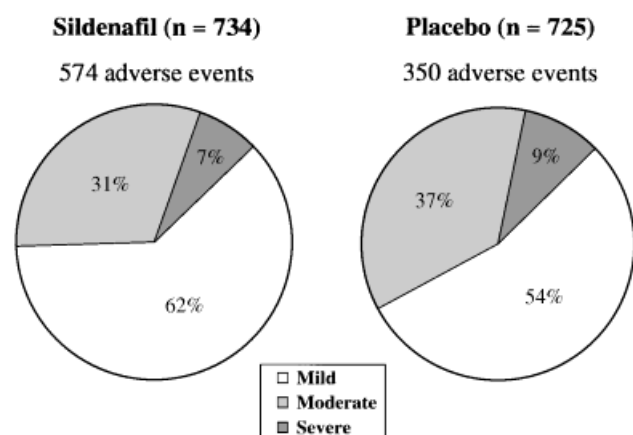 Sildenafil (n = 734)
574 adverse events
7%
31%
62%
Placebo (n = 725)
350 adverse events
9%
37%
54%
Mild
Moderate
Severe